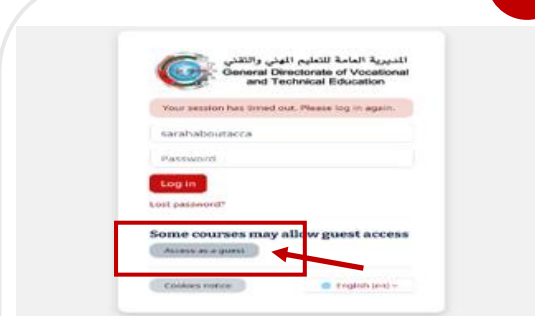 المديرية العامة للتعليم المهني والتقني
General Directorate of Vocational
and Technical Education
Your session has timed out. Please log in again.
sarahaboutacca
Password
Log in
Lost password?
Some courses may allow guest access
Access as a guest
Cookies notice
English (en)